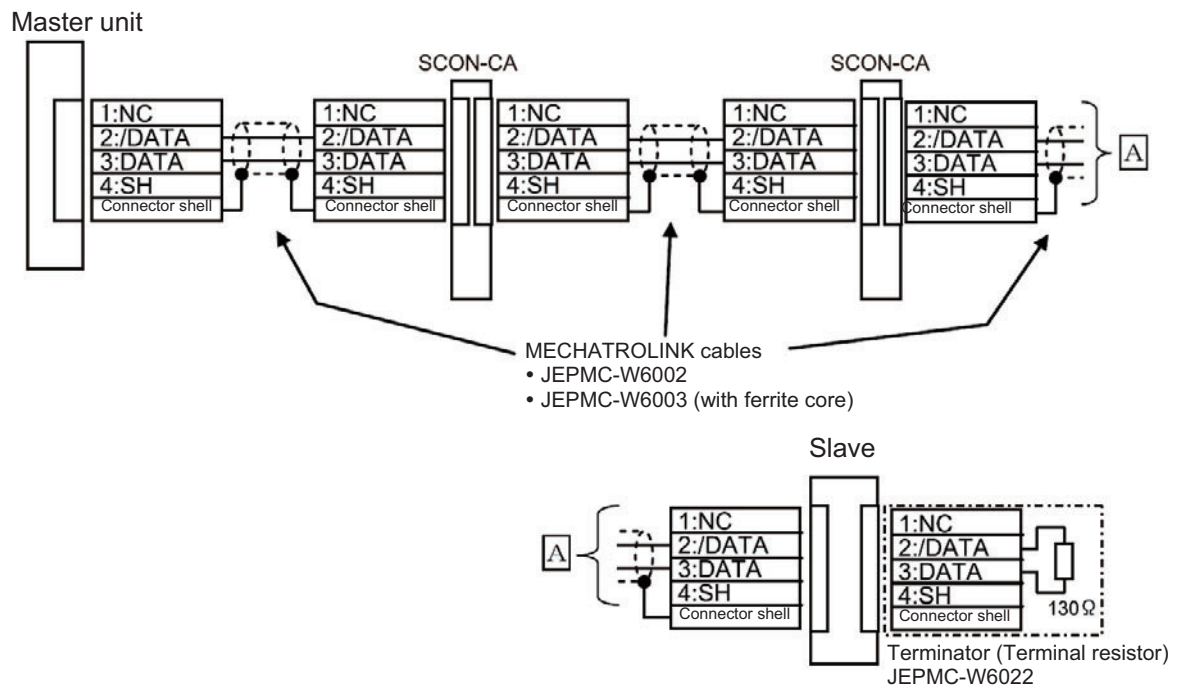 Master unit
SCON-CA
SCON-CA
1:NC
2:/DATA
3:DATA
4:SH
Connector shell
1:NC
2:/DATA
3:DATA
4:SH
Connector shell
1:NC
2:/DATA
3:DATA
4:SH
Connector shell
1:NC
2:/DATA
3:DATA
4:SH
Connector shell
1:NC
2:/DATA
3:DATA
4:SH
Connector shell
A
MECHATROLINK cables
• JEPMC-W6002
• JEPMC-W6003 (with ferrite core)
Slave
A
1:NC
2:/DATA
3:DATA
4:SH
Connector shell
1:NC
2:/DATA
3:DATA
4:SH
Connector shell
130Ω
Terminator (Terminal resistor)
JEPMC-W6022